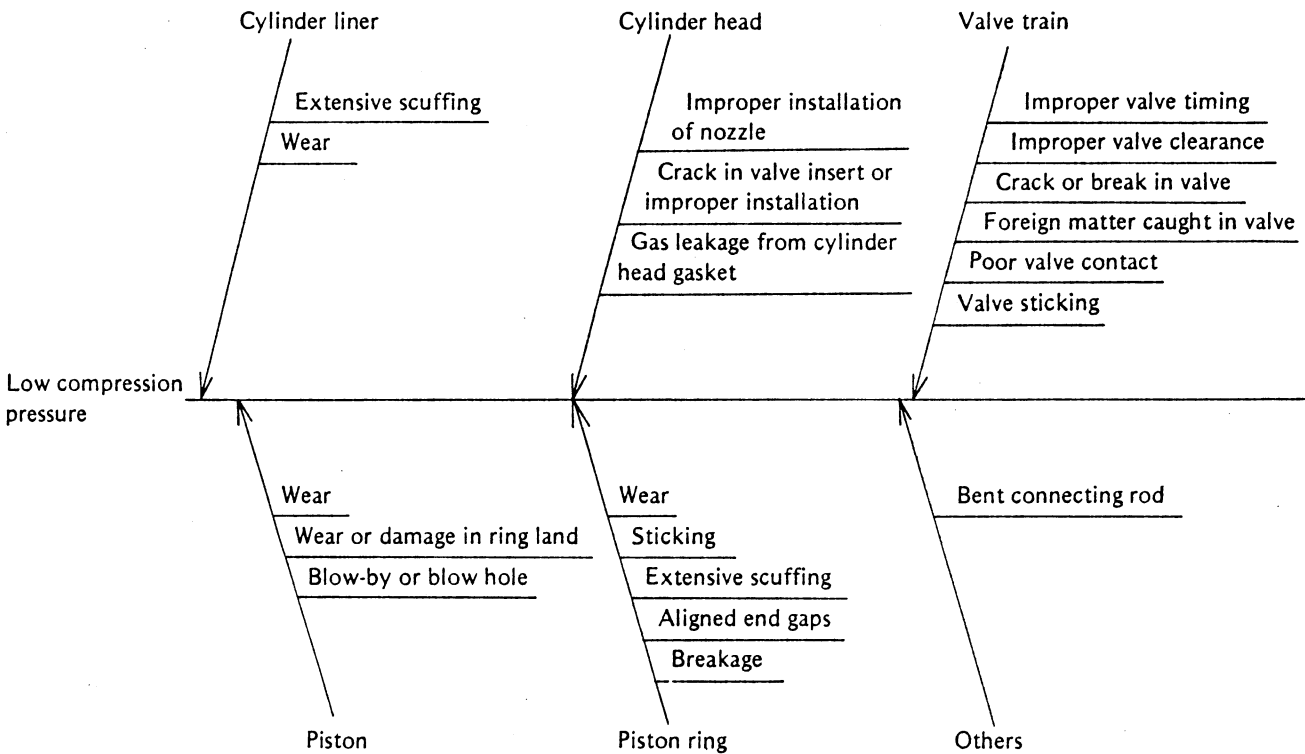 Cylinder liner
Extensive scuffing
Wear
Cylinder head
Improper installation
of nozzle
Crack in valve insert or
improper installation
Gas leakage from cylinder
head gasket
Valve train
Improper valve timing
Improper valve clearance
Crack or break in valve
Foreign matter caught in valve
Poor valve contact
Valve sticking
Low compression
pressure
Wear
Wear or damage in ring land
Blow-by or blow hole
Piston
Wear
Sticking
Extensive scuffing
Aligned end gaps
Breakage
Piston ring
Bent connecting rod
Others